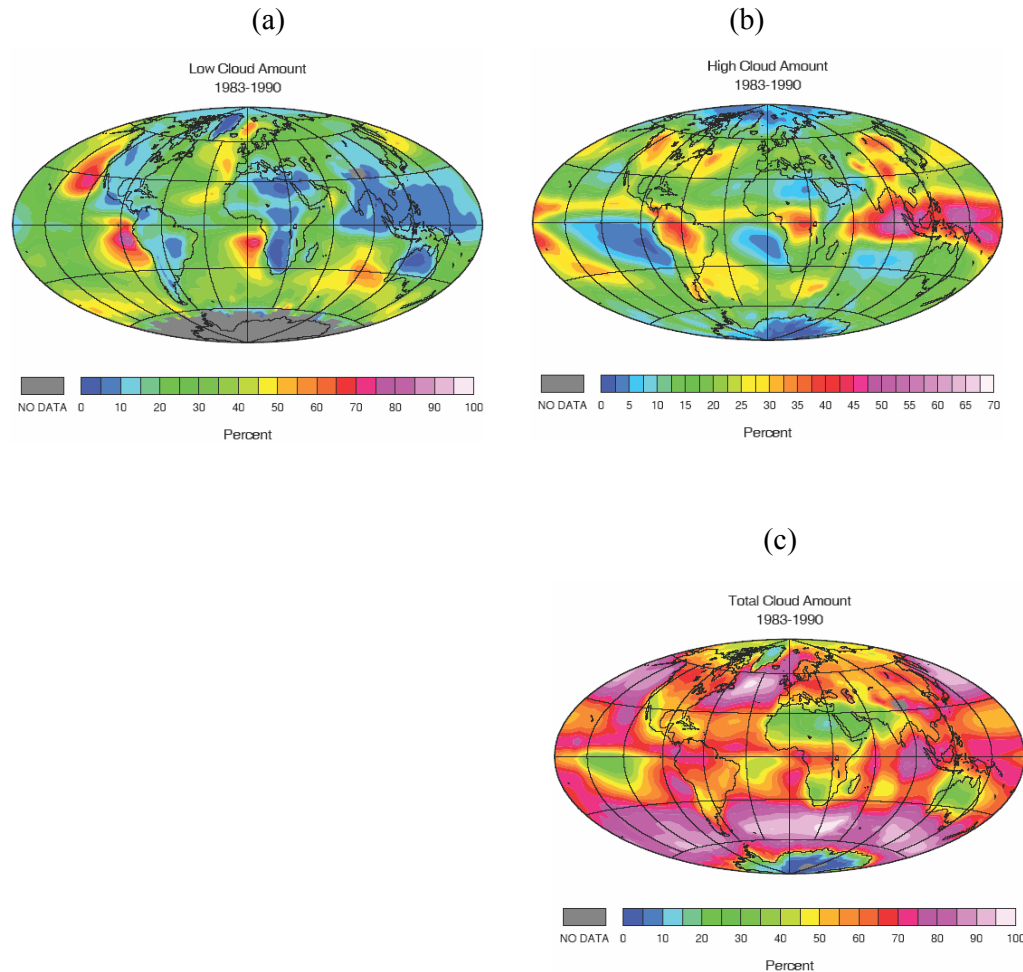 (a)
Low Cloud Amount
1983-1990
NO DATA
0 10 20 30 40 50 60 70 80 90 100
Percent
(b)
High Cloud Amount
1983-1990
NO DATA
0 5 10 15 20 25 30 35 40 45 50 55 60 65 70
Percent
(c)
Total Cloud Amount
1983-1990
NO DATA
0 10 20 30 40 50 60 70 80 90 100
Percent